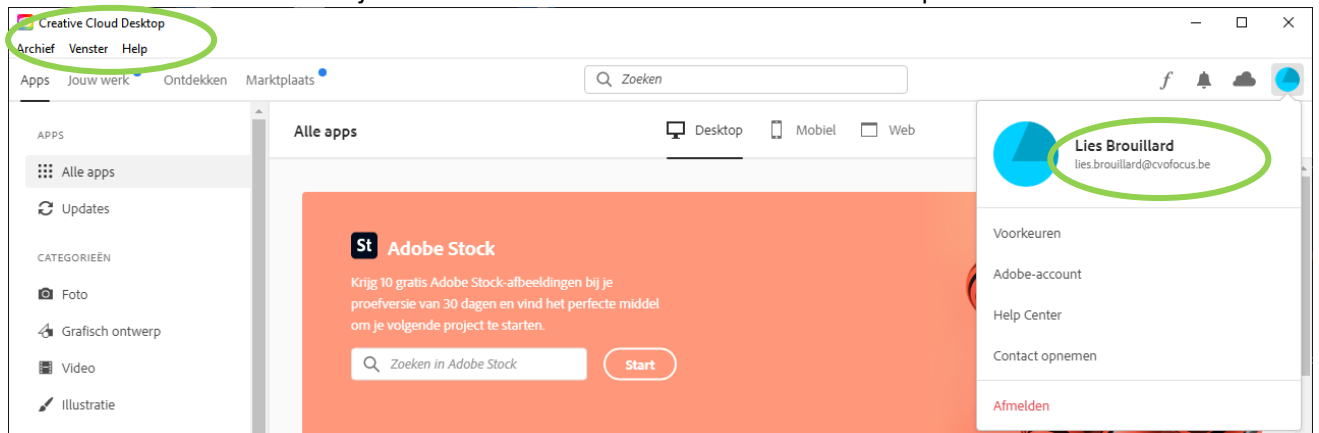 Creative Cloud Desktop
Archief Venster Help
Apps Jouw werk Ontdekken Marktplaats Zoeken
APPS
Alle apps
Updates
CATEGORIEËN
Foto
Grafisch ontwerp
Video
Illustratie
Alle apps Desktop Mobiel Web
St Adobe Stock
Krijg 10 gratis Adobe Stock-afbeeldingen bij je
proefversie van 30 dagen en vind het perfecte middel
om je volgende project te starten.
Zoeken in Adobe Stock Start
Lies Brouillard
lies.brouillard@cvofocus.be
Voorkeuren
Adobe-account
Help Center
Contact opnemen
Afmelden